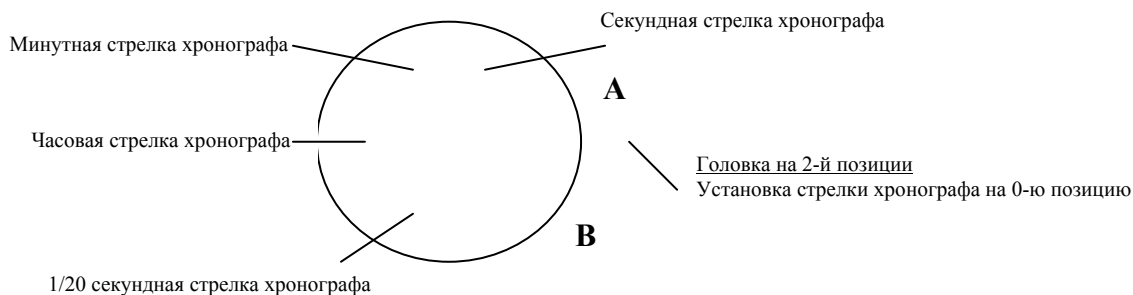 Секундная стрелка хронографа
Минутная стрелка хронографа
A
Часовая стрелка хронографа
Головка на 2-й позиции
Установка стрелки хронографа на 0-ю позицию
B
1/20 секундная стрелка хронографа